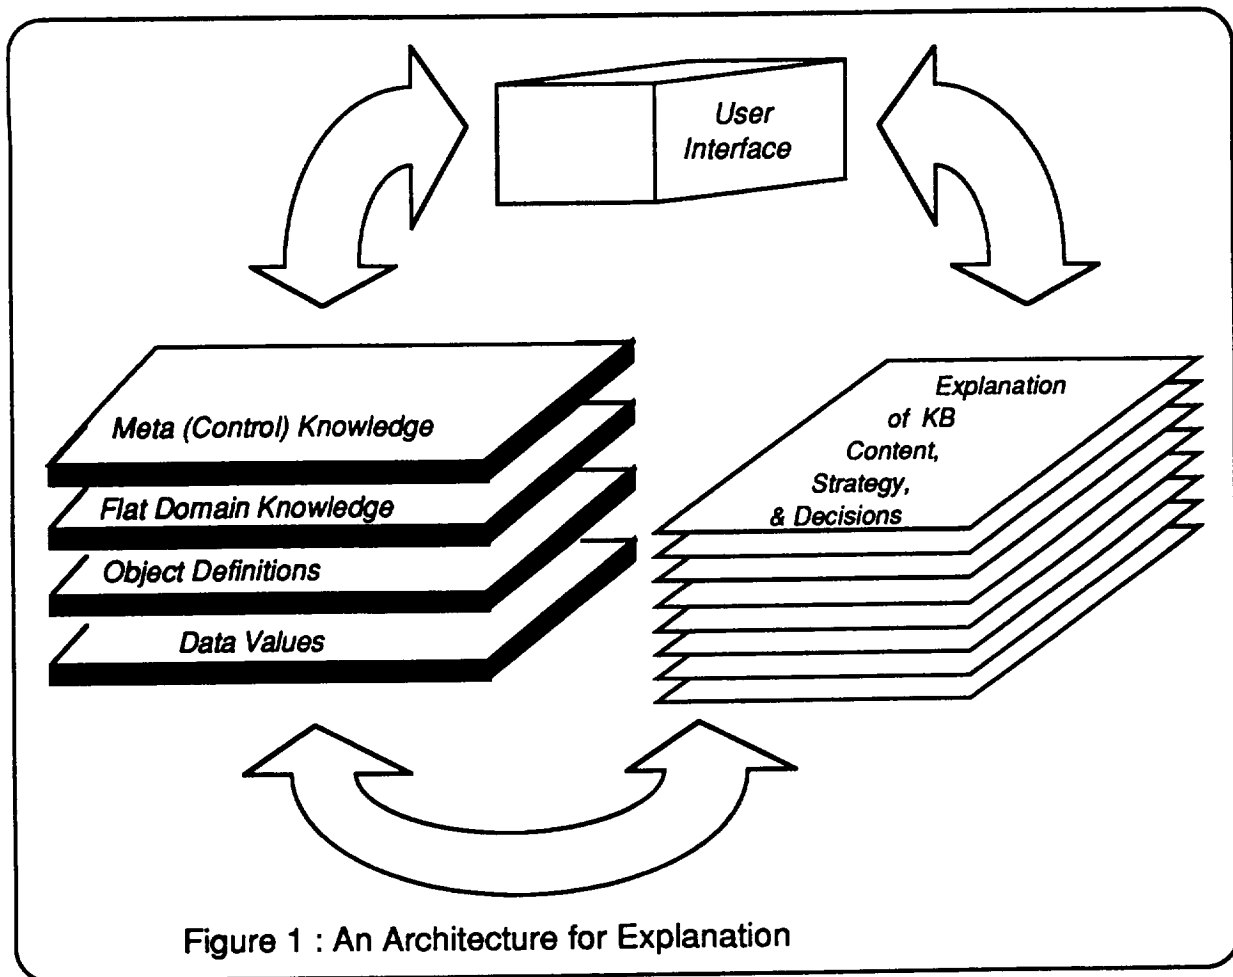 User
Interface
Meta (Control) Knowledge
Flat Domain Knowledge
Object Definitions
Data Values
Explanation
of KB
Content,
Strategy,
& Decisions
Figure 1 : An Architecture for Explanation